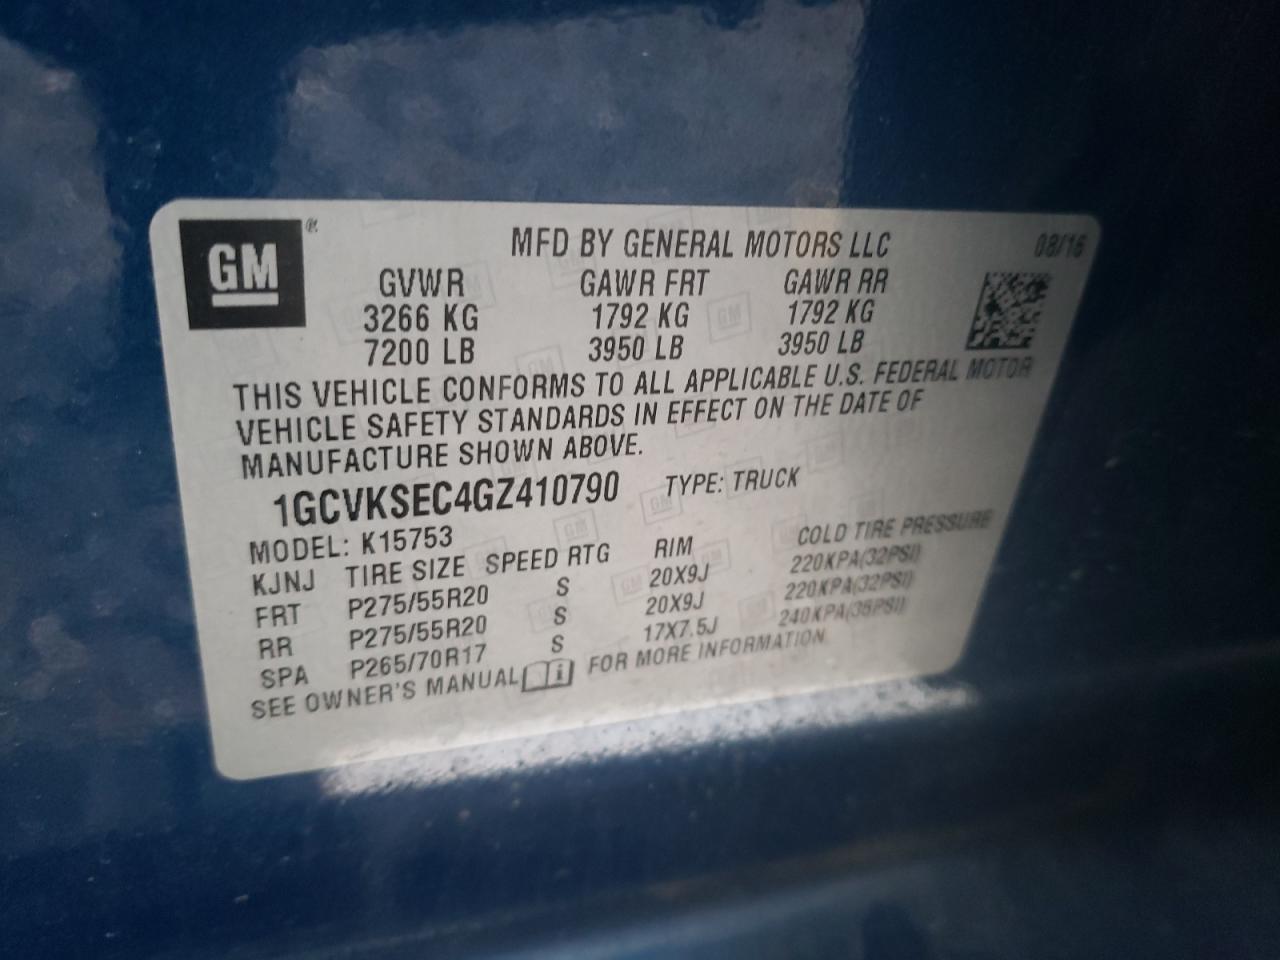 GM®
MFD BY GENERAL MOTORS LLC 08/16
GVWR GAWR FRT GAWR RR
3266 KG 1792 KG 1792 KG
7200 LB 3950 LB 3950 LB
THIS VEHICLE CONFORMS TO ALL APPLICABLE U.S. FEDERAL MOTOR
VEHICLE SAFETY STANDARDS IN EFFECT ON THE DATE OF
MANUFACTURE SHOWN ABOVE.
1GCVKSEC4GZ410790 TYPE: TRUCK
MODEL: K15753
KJNJ TIRE SIZE SPEED RTG RIM COLD TIRE PRESSURE
FRT P275/55R20 S 20X9J 220KPA(32PSI)
RR P275/55R20 S 20X9J 220KPA(32PSI)
SPA P265/70R17 S 17X7.5J 240KPA(35PSI)
SEE OWNER'S MANUAL i FOR MORE INFORMATION